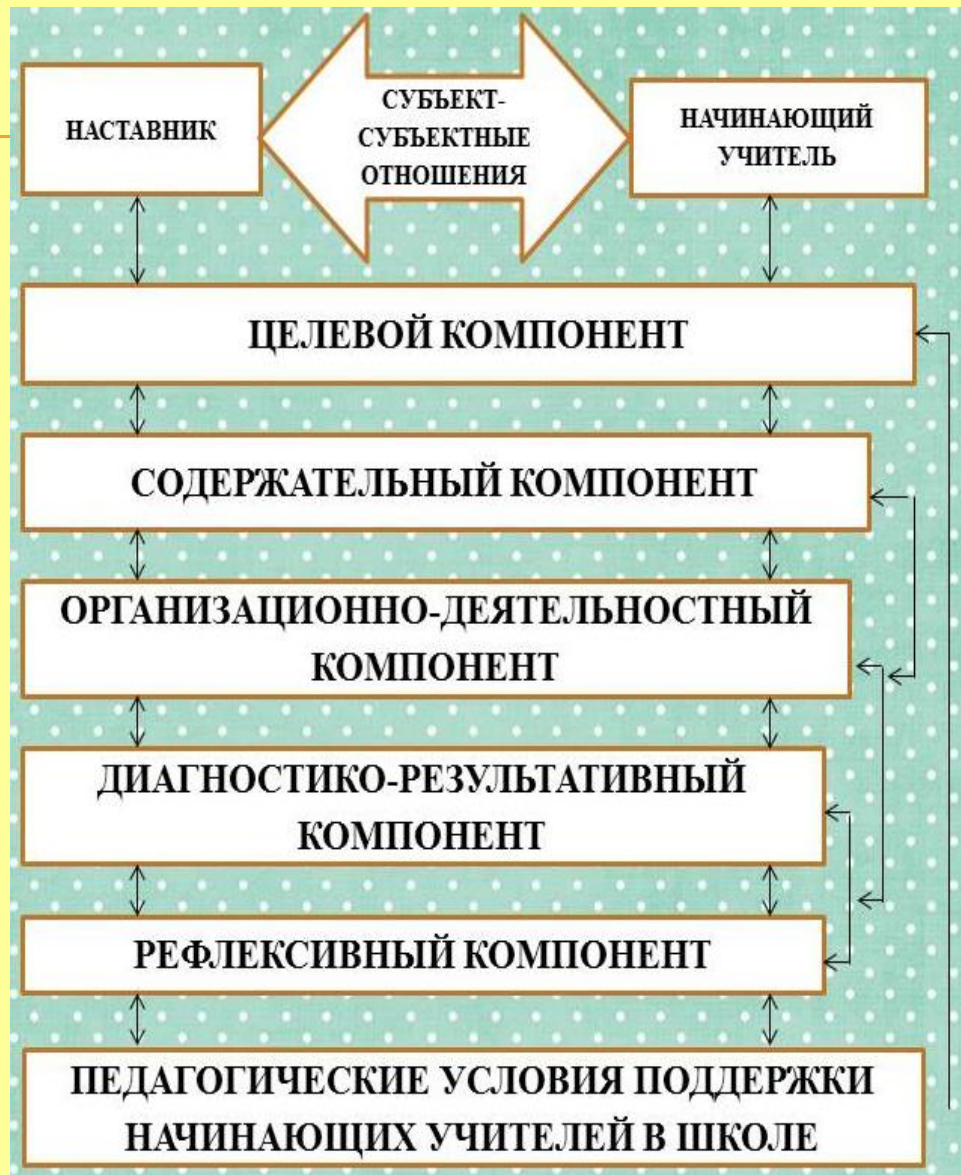 НАСТАВНИК
СУБЪЕКТ-
СУБЪЕКТНЫЕ
ОТНОШЕНИЯ
НАЧИНАЮЩИЙ
УЧИТЕЛЬ
ЦЕЛЕВОЙ КОМПОНЕНТ
СОДЕРЖАТЕЛЬНЫЙ КОМПОНЕНТ
ОРГАНИЗАЦИОННО-ДЕЯТЕЛЬНОСТНЫЙ
КОМПОНЕНТ
ДИАГНОСТИКО-РЕЗУЛЬТАТИВНЫЙ
КОМПОНЕНТ
РЕФЛЕКСИВНЫЙ КОМПОНЕНТ
ПЕДАГОГИЧЕСКИЕ УСЛОВИЯ ПОДДЕРЖКИ
НАЧИНАЮЩИХ УЧИТЕЛЕЙ В ШКОЛЕ